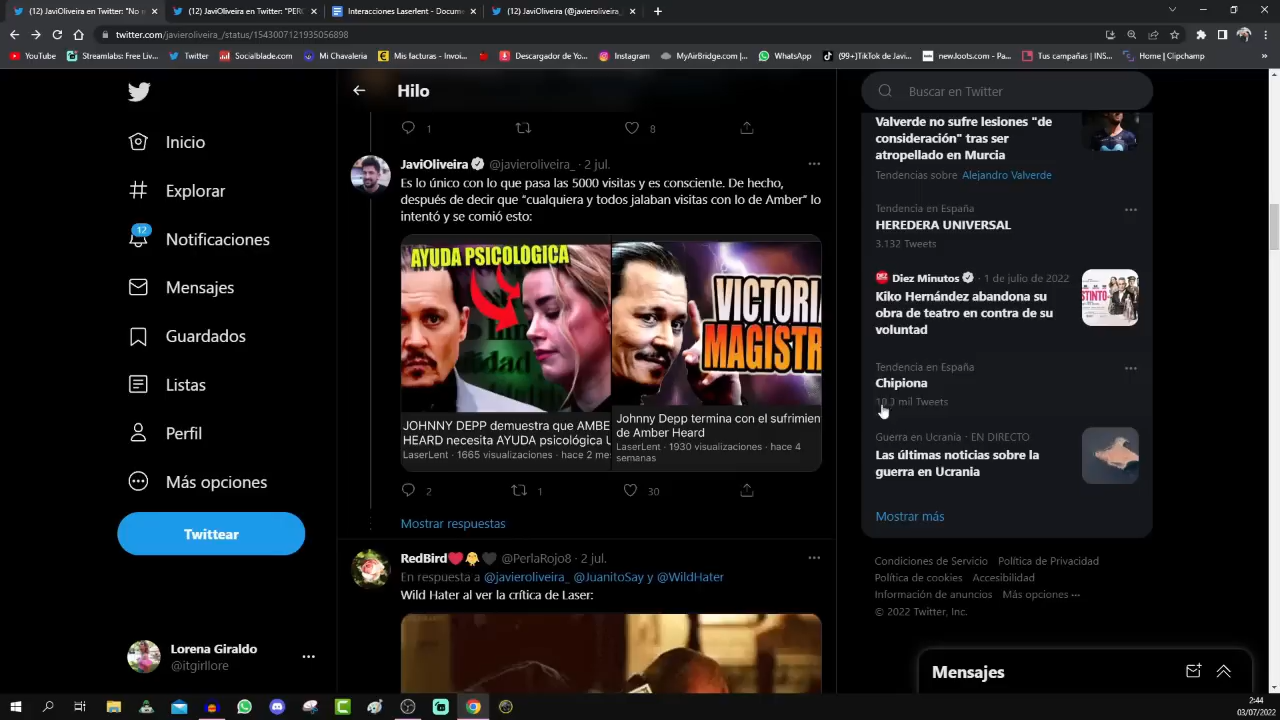 (12) JaviOliveira en Twitter: "No
(12) JaviOliveira en Twitter: "PER
Interacciones Laserlent - Docume
(12) JaviOliveira (@javieroliveira_
twitter.com/javieroliveira_/status/1543007121935056898
YouTube
Streamlabs: Free Liv...
Twitter
Socialblade.com
Mi Chavaleria
Mis facturas - Invoi...
Descargador de Yo...
Instagram
MyAirBridge.com |...
WhatsApp
(99+)TikTok de Javi...
new.loots.com - Pa...
Tus campañas | INS...
Home | Clipchamp
Hilo
Buscar en Twitter
Inicio
Explorar
12
Notificaciones
Mensajes
Guardados
Listas
Perfil
Más opciones
Twittear
Lorena Giraldo
@itgirllore
1
8
JaviOliveira @javieroliveira_ · 2 jul.
Es lo único con lo que pasa las 5000 visitas y es consciente. De hecho,
después de decir que “cualquiera y todos jalaban visitas con lo de Amber” lo
intentó y se comió esto:
AYUDA PSICOLOGICA
VICTORI
MAGISTR
JOHNNY DEPP demuestra que AMBE
HEARD necesita AYUDA psicológica U
LaserLent · 1665 visualizaciones · hace 2 me
Johnny Depp termina con el sufrimien
de Amber Heard
LaserLent · 1930 visualizaciones · hace 4
semanas
2
1
30
Mostrar respuestas
RedBird @PerlaRojo8 · 2 jul.
En respuesta a @javieroliveira_ @JuanitoSay y @WildHater
Wild Hater al ver la crítica de Laser:
Valverde no sufre lesiones "de
consideración" tras ser
atropellado en Murcia
Tendencias sobre Alejandro Valverde
Tendencia en España
HEREDERA UNIVERSAL
3.132 Tweets
Diez Minutos · 1 de julio de 2022
Kiko Hernández abandona su
obra de teatro en contra de su
voluntad
Tendencia en España
Chipiona
mil Tweets
Guerra en Ucrania · EN DIRECTO
Las últimas noticias sobre la
guerra en Ucrania
Mostrar más
Condiciones de Servicio Política de Privacidad
Política de cookies Accesibilidad
Información de anuncios Más opciones ···
© 2022 Twitter, Inc.
Mensajes
2:44
03/07/2022